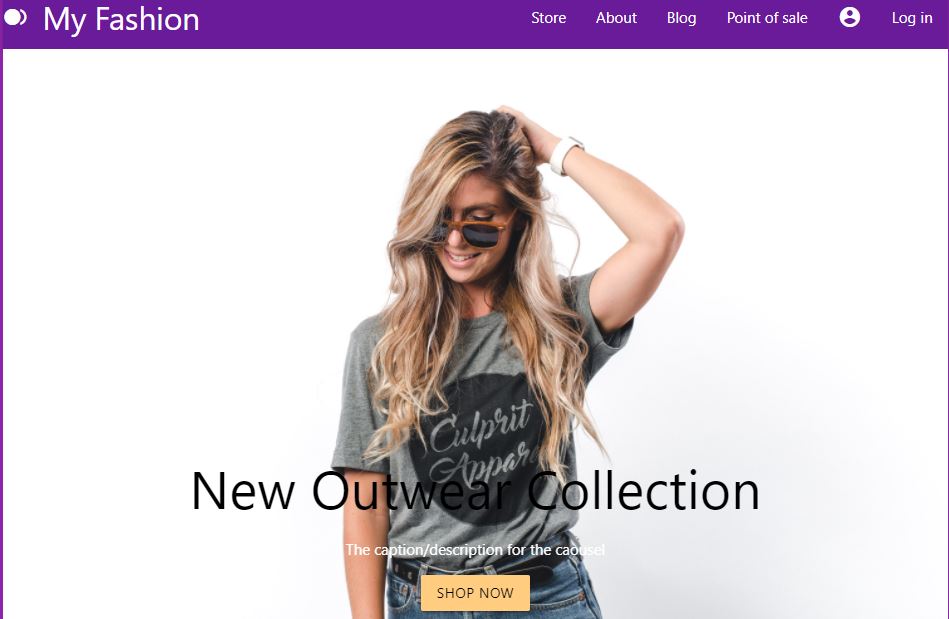 My Fashion
Store About Blog Point of sale Log in
Culprit
Apparel
New Outwear Collection
The caption/description for the caousel
SHOP NOW